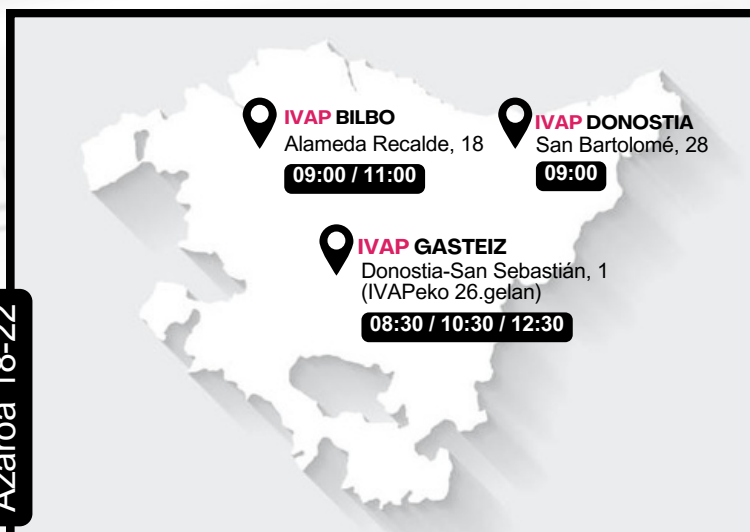 IVAP BILBO
Alameda Recalde, 18
09:00 / 11:00
IVAP DONOSTIA
San Bartolomé, 28
09:00
IVAP GASTEIZ
Donostia-San Sebastián, 1
(IVAPeko 26.gelan)
08:30 / 10:30 / 12:30
Azaroa 18-22